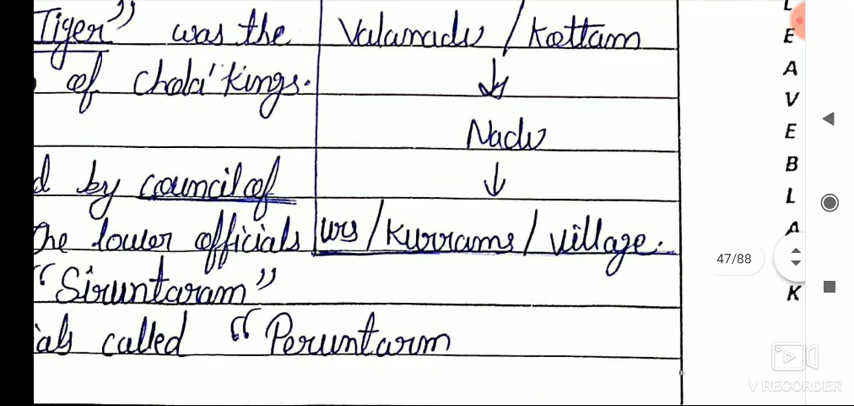 Tiger" was the
of chola' kings.
Valanadu / Kottam
↓
Nadu
↓
d by council of
the lower officials
urs / Kurrams / village.
"Siruntaram"
als called "Peruntarm
L
E
A
V
E
B
L
A
K
47/88
V RECORDER